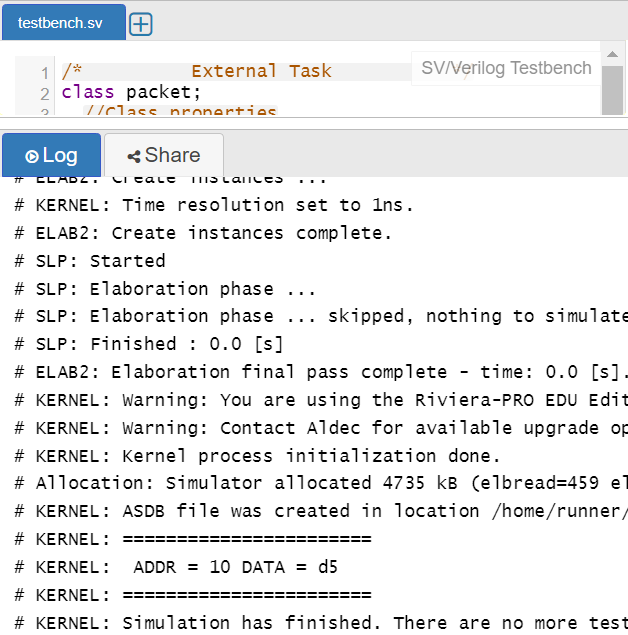 testbench.sv
1 /* External Task
SV/Verilog Testbench
2 class packet;
3 //Class properties
Log
Share
# ELAB2: Create instances ...
# KERNEL: Time resolution set to 1ns.
# ELAB2: Create instances complete.
# SLP: Started
# SLP: Elaboration phase ...
# SLP: Elaboration phase ... skipped, nothing to simulate
# SLP: Finished : 0.0 [s]
# ELAB2: Elaboration final pass complete - time: 0.0 [s].
# KERNEL: Warning: You are using the Riviera-PRO EDU Edit
# KERNEL: Warning: Contact Aldec for available upgrade op
# KERNEL: Kernel process initialization done.
# Allocation: Simulator allocated 4735 kB (elbread=459 el
# KERNEL: ASDB file was created in location /home/runner/
# KERNEL: =======================
# KERNEL:  ADDR = 10 DATA = d5
# KERNEL: =======================
# KERNEL: Simulation has finished. There are no more test